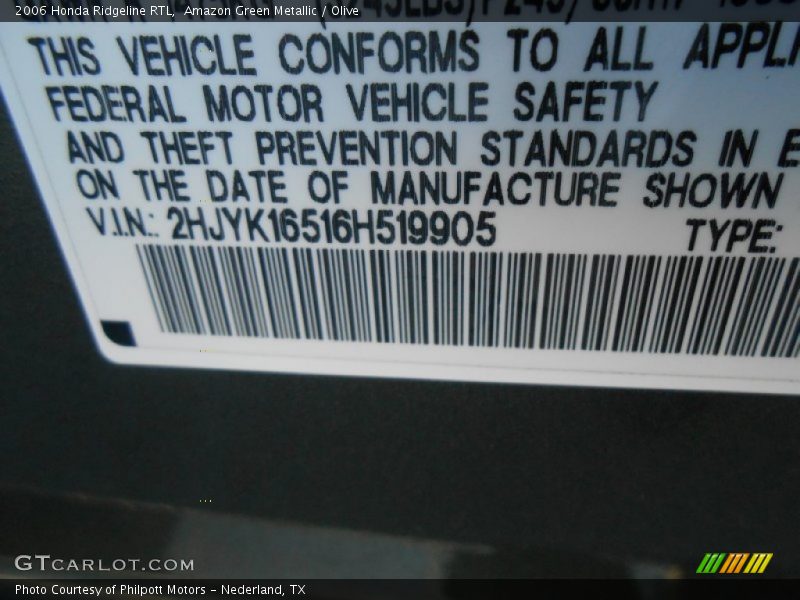 2006 Honda Ridgeline RTL, Amazon Green Metallic / Olive
THIS VEHICLE CONFORMS TO ALL
FEDERAL MOTOR VEHICLE SAFETY
AND THEFT PREVENTION STANDARDS IN
ON THE DATE OF MANUFACTURE SHOWN
V.I.N.: 2HJYK16516H519905 TYPE:
GTCARLOT.COM
Photo Courtesy of Philpott Motors - Nederland, TX